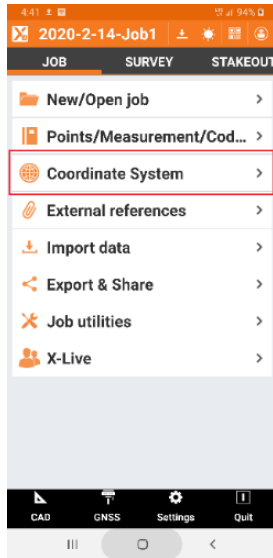 4:41 94%
2020-2-14-Job1
JOB SURVEY STAKEOUT
New/Open job
Points/Measurement/Cod...
Coordinate System
External references
Import data
Export & Share
Job utilities
X-Live
CAD GNSS Settings Quit